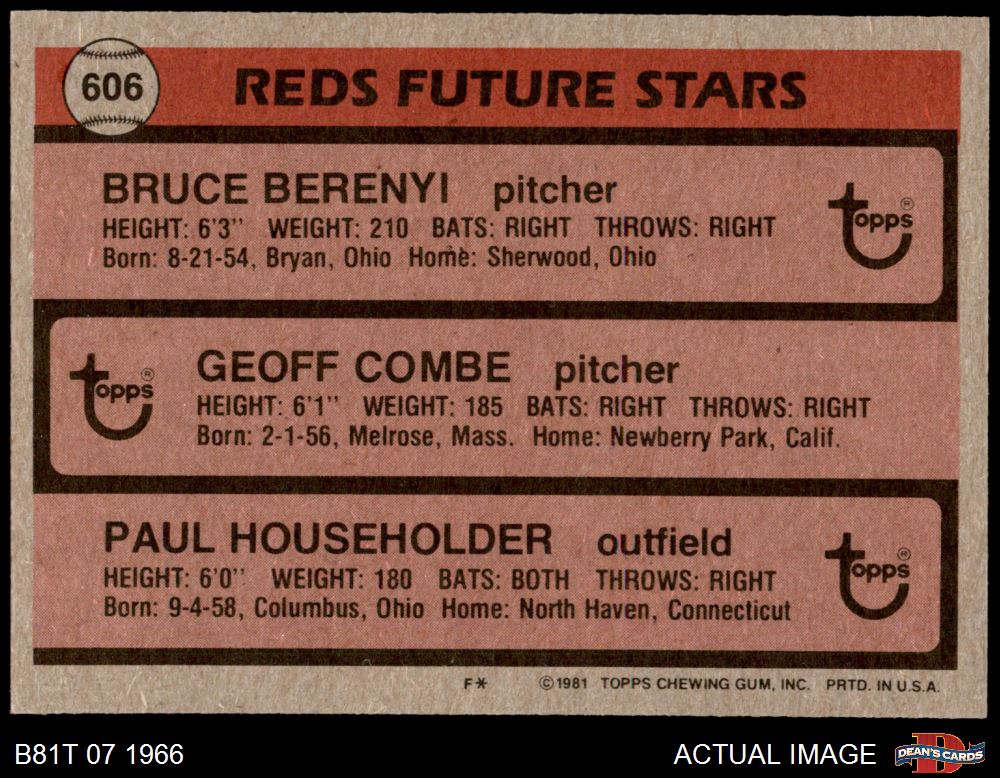 606
REDS FUTURE STARS
BRUCE BERENYI pitcher
HEIGHT: 6'3" WEIGHT: 210 BATS: RIGHT THROWS: RIGHT
Born: 8-21-54, Bryan, Ohio Home: Sherwood, Ohio
Topps ®
GEOFF COMBE pitcher
HEIGHT: 6'1" WEIGHT: 185 BATS: RIGHT THROWS: RIGHT
Born: 2-1-56, Melrose, Mass. Home: Newberry Park, Calif.
Topps ®
PAUL HOUSEHOLDER outfield
HEIGHT: 6'0" WEIGHT: 180 BATS: BOTH THROWS: RIGHT
Born: 9-4-58, Columbus, Ohio Home: North Haven, Connecticut
Topps ®
F* ©1981 TOPPS CHEWING GUM, INC. PRTD. IN U.S.A.
B81T 07 1966
ACTUAL IMAGE
D
DEAN'S CARDS